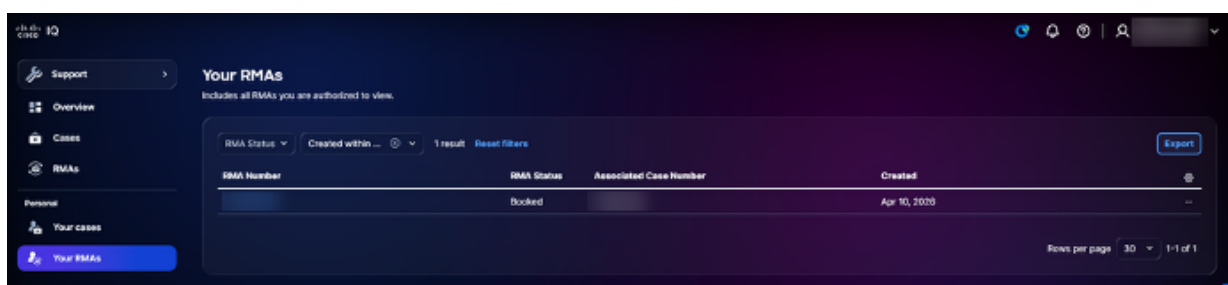 CISCO IQ
Support
Overview
Cases
RMAs
Personal
Your cases
Your RMAs
Your RMAs
Includes all RMAs you are authorized to view.
RMA Status Created within ... 1 result Reset filters Export
RMA Number RMA Status Associated Case Number Created
Booked Apr 10, 2026
Rows per page 30 1-1 of 1